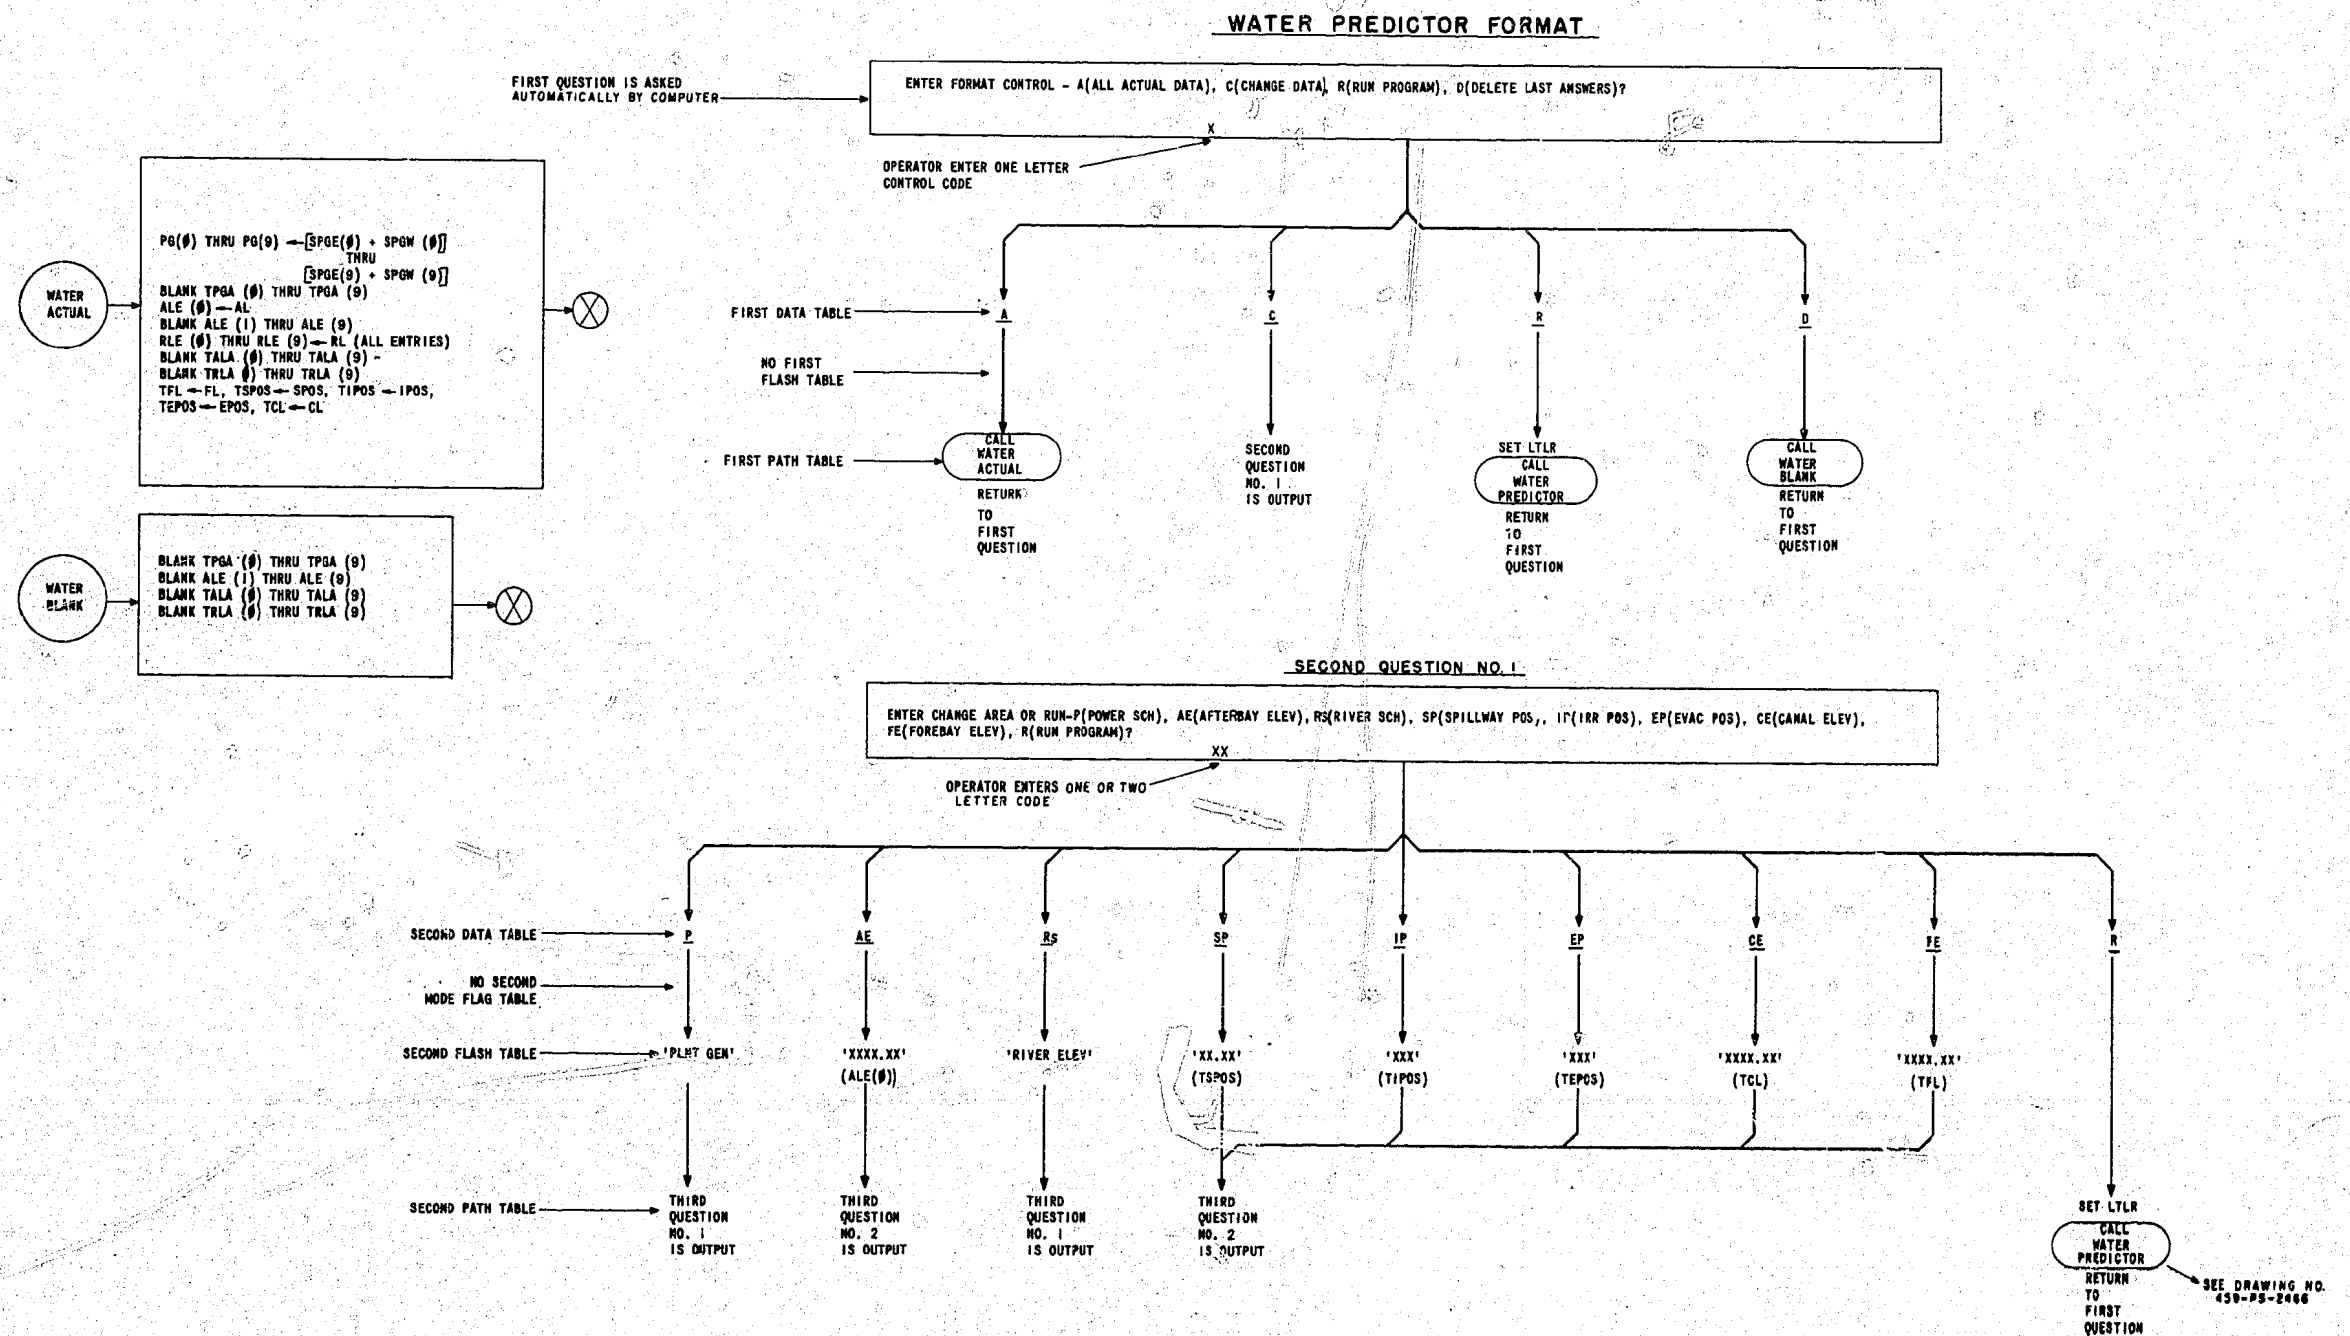 WATER PREDICTOR FORMAT
FIRST QUESTION IS ASKED
AUTOMATICALLY BY COMPUTER
ENTER FORMAT CONTROL - A(ALL ACTUAL DATA), C(CHANGE DATA), R(RUN PROGRAM), D(DELETE LAST ANSWERS)?
X
OPERATOR ENTER ONE LETTER
CONTROL CODE
WATER
ACTUAL
PG(Ø) THRU PG(9) ←[SPGE(Ø) + SPGW (Ø)]
THRU
[SPGE(9) + SPGW (9)]
BLANK TPGA (Ø) THRU TPGA (9)
ALE (Ø)←AL
BLANK ALE (1) THRU ALE (9)
RLE (Ø) THRU RLE (9)←RL (ALL ENTRIES)
BLANK TALA (Ø) THRU TALA (9)
BLANK TRLA Ø) THRU TRLA (9)
TFL←FL, TSPOS←SPOS, TIPOS←IPOS,
TEPOS←EPOS, TCL←CL
FIRST DATA TABLE
A
C
R
D
NO FIRST
FLASH TABLE
FIRST PATH TABLE
CALL
WATER
ACTUAL
RETURN
TO
FIRST
QUESTION
SECOND
QUESTION
NO. 1
IS OUTPUT
SET LTLR
CALL
WATER
PREDICTOR
RETURN
TO
FIRST
QUESTION
CALL
WATER
BLANK
RETURN
TO
FIRST
QUESTION
WATER
BLANK
BLANK TPGA (Ø) THRU TPGA (9)
BLANK ALE (1) THRU ALE (9)
BLANK TALA (Ø) THRU TALA (9)
BLANK TRLA (Ø) THRU TRLA (9)
SECOND QUESTION NO. 1
ENTER CHANGE AREA OR RUN-P(POWER SCH), AE(AFTERBAY ELEV), RS(RIVER SCH), SP(SPILLWAY POS,, IP(IRR POS), EP(EVAC POS), CE(CANAL ELEV),
FE(FOREBAY ELEV), R(RUN PROGRAM)?
XX
OPERATOR ENTERS ONE OR TWO
LETTER CODE
SECOND DATA TABLE
P
AE
RS
SP
IP
EP
CE
FE
R
NO SECOND
MODE FLAG TABLE
SECOND FLASH TABLE
'PLNT GEN'
'XXXX.XX'
(ALE(Ø))
'RIVER ELEV'
'XX.XX'
(TSPOS)
'XXX'
(TIPOS)
'XXX'
(TEPOS)
'XXXX.XX'
(TCL)
'XXXX.XX'
(TFL)
SECOND PATH TABLE
THIRD
QUESTION
NO. 1
IS OUTPUT
THIRD
QUESTION
NO. 2
IS OUTPUT
THIRD
QUESTION
NO. 1
IS OUTPUT
THIRD
QUESTION
NO. 2
IS OUTPUT
SET LTLR
CALL
WATER
PREDICTOR
RETURN
TO
FIRST
QUESTION
SEE DRAWING NO.
459-PS-2466